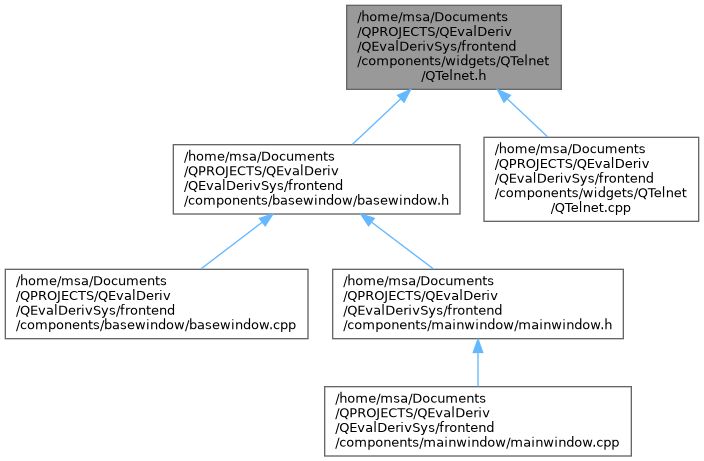 /home/msa/Documents
/QPROJECTS/QEvalDeriv
/QEvalDerivSys/frontend
/components/widgets/QTelnet
/QTelnet.h
/home/msa/Documents
/QPROJECTS/QEvalDeriv
/QEvalDerivSys/frontend
/components/basewindow/basewindow.h
/home/msa/Documents
/QPROJECTS/QEvalDeriv
/QEvalDerivSys/frontend
/components/widgets/QTelnet
/QTelnet.cpp
/home/msa/Documents
/QPROJECTS/QEvalDeriv
/QEvalDerivSys/frontend
/components/basewindow/basewindow.cpp
/home/msa/Documents
/QPROJECTS/QEvalDeriv
/QEvalDerivSys/frontend
/components/mainwindow/mainwindow.h
/home/msa/Documents
/QPROJECTS/QEvalDeriv
/QEvalDerivSys/frontend
/components/mainwindow/mainwindow.cpp